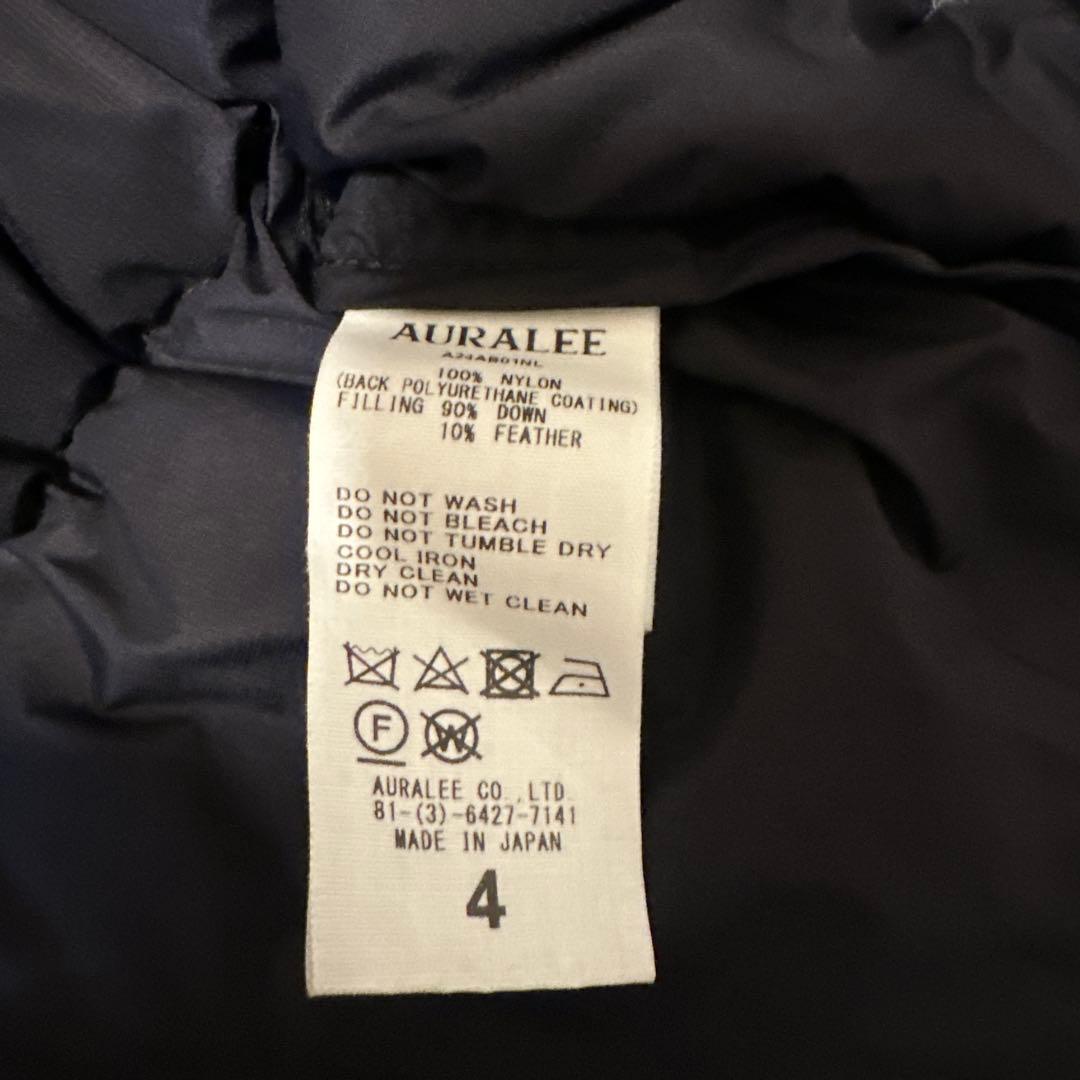 AURALEE
A24AB01NL
100% NYLON
(BACK POLYURETHANE COATING)
FILLING 90% DOWN
10% FEATHER
DO NOT WASH
DO NOT BLEACH
DO NOT TUMBLE DRY
COOL IRON
DRY CLEAN
DO NOT WET CLEAN
F W
AURALEE CO.,LTD.
81-(3)-6427-7141
MADE IN JAPAN
4